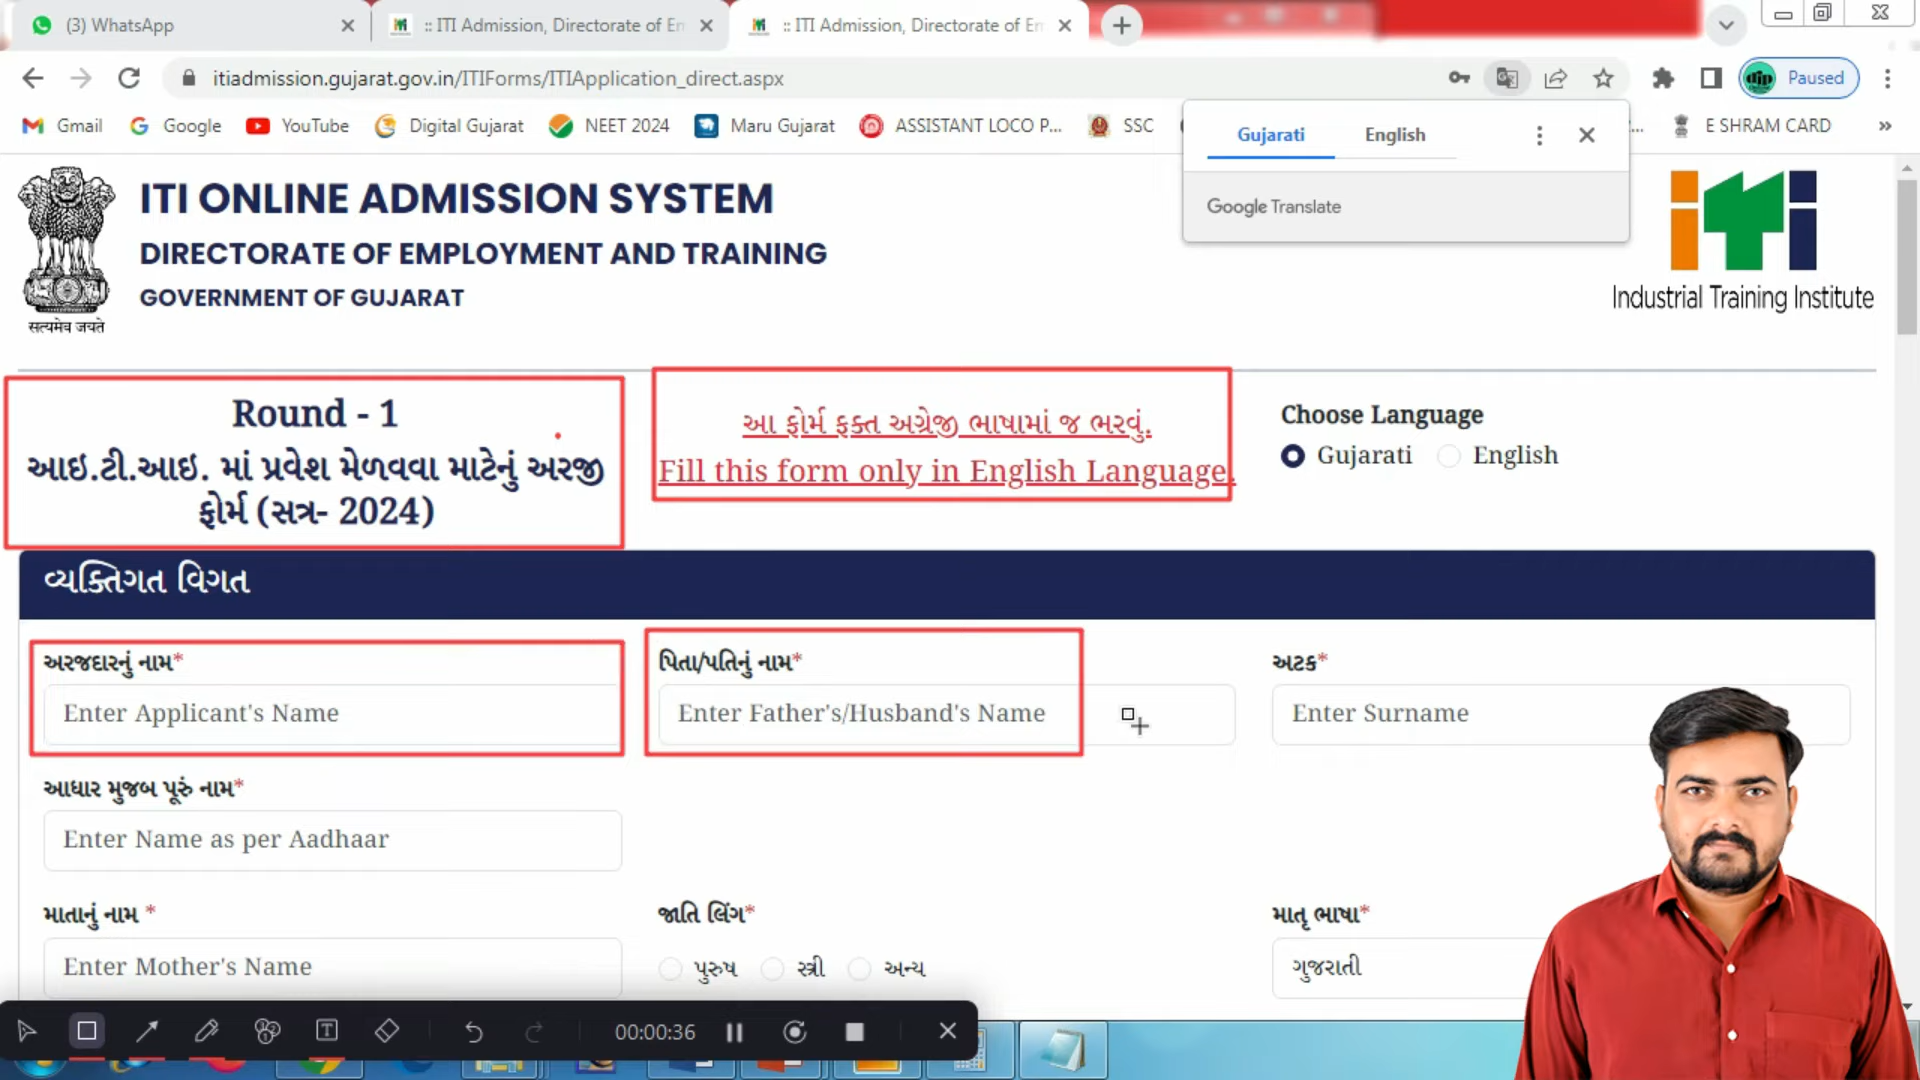 (3) WhatsApp
:: ITI Admission, Directorate of Em
:: ITI Admission, Directorate of Em
itiadmission.gujarat.gov.in/ITIForms/ITIApplication_direct.aspx
Paused
Gmail
Google
YouTube
Digital Gujarat
NEET 2024
Maru Gujarat
ASSISTANT LOCO P...
SSC
E SHRAM CARD
Gujarati
English
Google Translate
ITI ONLINE ADMISSION SYSTEM
DIRECTORATE OF EMPLOYMENT AND TRAINING
GOVERNMENT OF GUJARAT
सत्यमेव जयते
iTi
Industrial Training Institute
Round - 1
આઇ.ટી.આઇ. માં પ્રવેશ મેળવવા માટેનું અરજી
ફોર્મ (સત્ર- 2024)
આ ફોર્મ ફક્ત અગ્રેજી ભાષામાં જ ભરવું.
Fill this form only in English Language.
Choose Language
Gujarati
English
વ્યક્તિગત વિગત
અરજદારનું નામ*
પિતા/પતિનું નામ*
અટક*
Enter Applicant's Name
Enter Father's/Husband's Name
Enter Surname
આધાર મુજબ પૂરું નામ*
Enter Name as per Aadhaar
માતાનું નામ *
જાતિ લિંગ*
માતૃ ભાષા*
Enter Mother's Name
પુરુષ
સ્ત્રી
અન્ય
ગુજરાતી
00:00:36